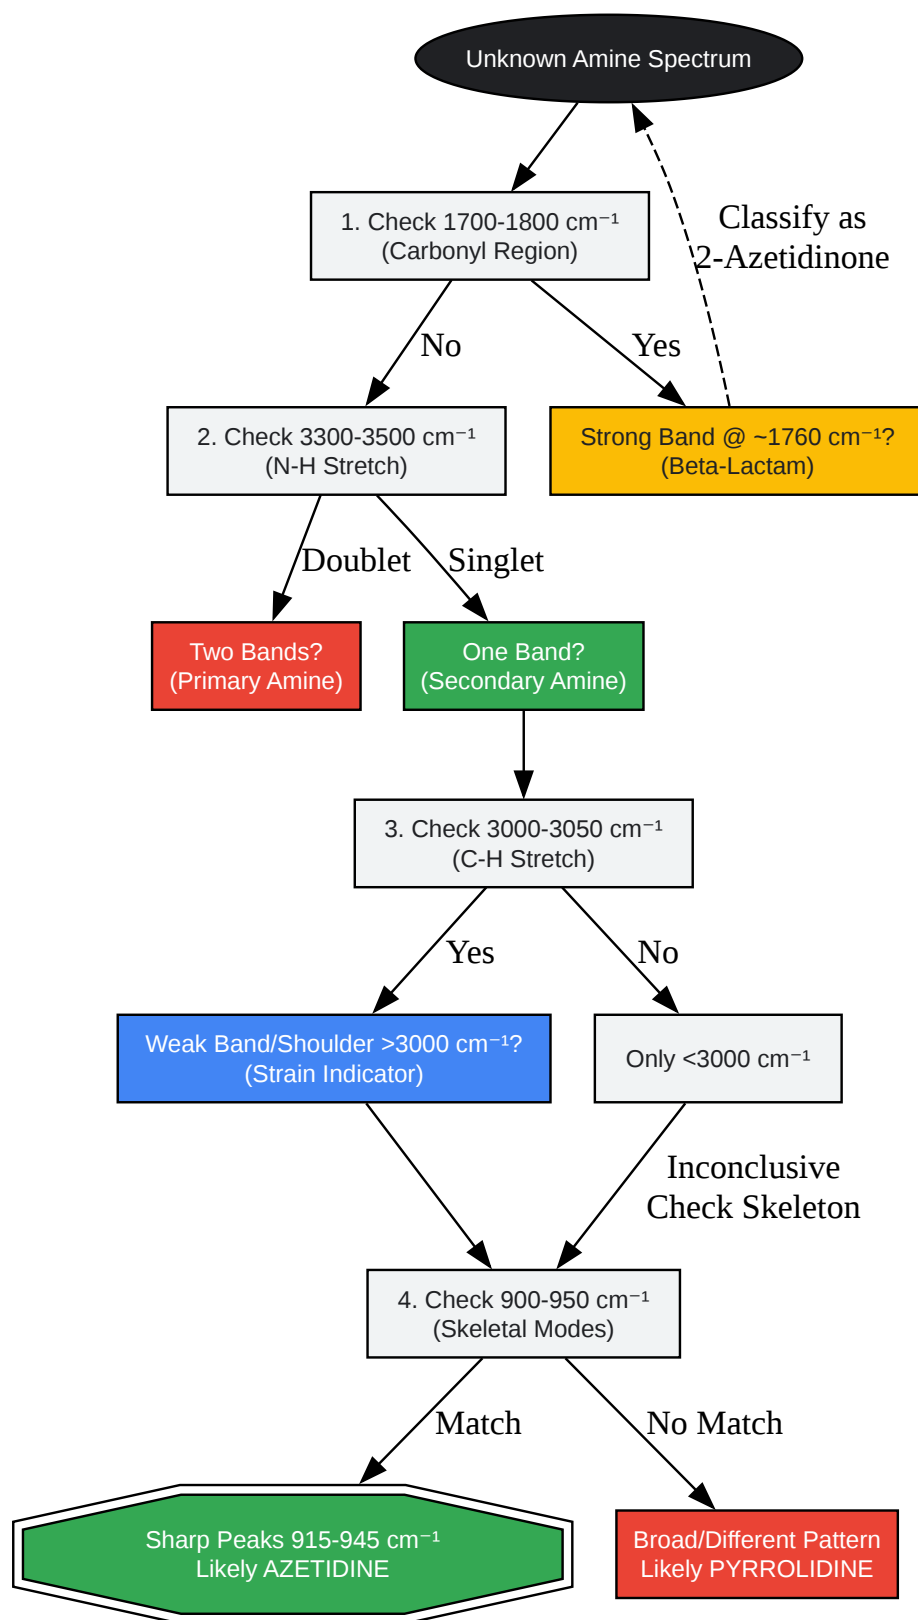 Unknown Amine Spectrum
1. Check 1700-1800 cm⁻¹
(Carbonyl Region)
Classify as
2-Azetidinone
No
Yes
2. Check 3300-3500 cm⁻¹
(N-H Stretch)
Strong Band @ ~1760 cm⁻¹?
(Beta-Lactam)
Doublet
Singlet
Two Bands?
(Primary Amine)
One Band?
(Secondary Amine)
3. Check 3000-3050 cm⁻¹
(C-H Stretch)
Yes
No
Weak Band/Shoulder >3000 cm⁻¹?
(Strain Indicator)
Only <3000 cm⁻¹
Inconclusive
Check Skeleton
4. Check 900-950 cm⁻¹
(Skeletal Modes)
Match
No Match
Sharp Peaks 915-945 cm⁻¹
Likely AZETIDINE
Broad/Different Pattern
Likely PYRROLIDINE